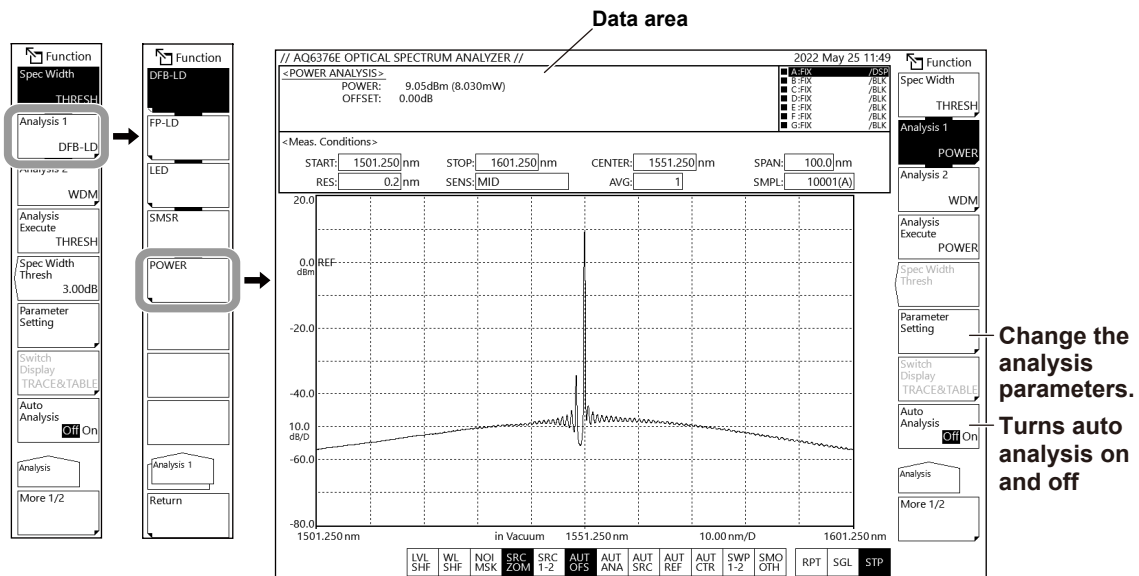 Data area
Function
Spec Width
THRESH
Analysis 1
DFB-LD
Analysis 2
WDM
Analysis
Execute
THRESH
Spec Width
Thresh
3.00dB
Parameter
Setting
Switch
Display
TRACE&TABLE
Auto
Analysis
Off On
Analysis
More 1/2
Function
DFB-LD
FP-LD
LED
SMSR
POWER
Analysis 1
Return
// AQ6376E OPTICAL SPECTRUM ANALYZER // 2022 May 25 11:49
<POWER ANALYSIS>
POWER: 9.05dBm (8.030mW)
OFFSET: 0.00dB
A:FIX /DSP
B:FIX /BLK
C:FIX /BLK
D:FIX /BLK
E:FIX /BLK
F:FIX /BLK
G:FIX /BLK
<Meas. Conditions>
START: 1501.250 nm STOP: 1601.250 nm CENTER: 1551.250 nm SPAN: 100.0 nm
RES: 0.2 nm SENS: MID AVG: 1 SMPL: 10001(A)
20.0
0.0 REF
dBm
-20.0
-40.0
10.0
dB/D
-60.0
-80.0
1501.250 nm in Vacuum 1551.250 nm 10.00 nm/D 1601.250 nm
LVL SHF WL SHF NOI MSK SRC ZOM SRC 1-2 AUT OFS AUT ANA AUT SRC AUT REF AUT CTR SWP 1-2 SMO OTH RPT SGL STP
Function
Spec Width
THRESH
Analysis 1
POWER
Analysis 2
WDM
Analysis
Execute
POWER
Spec Width
Thresh
Parameter
Setting
Switch
Display
TRACE&TABLE
Auto
Analysis
Off On
Analysis
More 1/2
Change the
analysis
parameters.
Turns auto
analysis on
and off